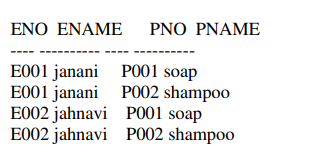 ENO ENAME PNO PNAME
---- ---------- ---- ----------
E001 janani P001 soap
E001 janani P002 shampoo
E002 jahnavi P001 soap
E002 jahnavi P002 shampoo